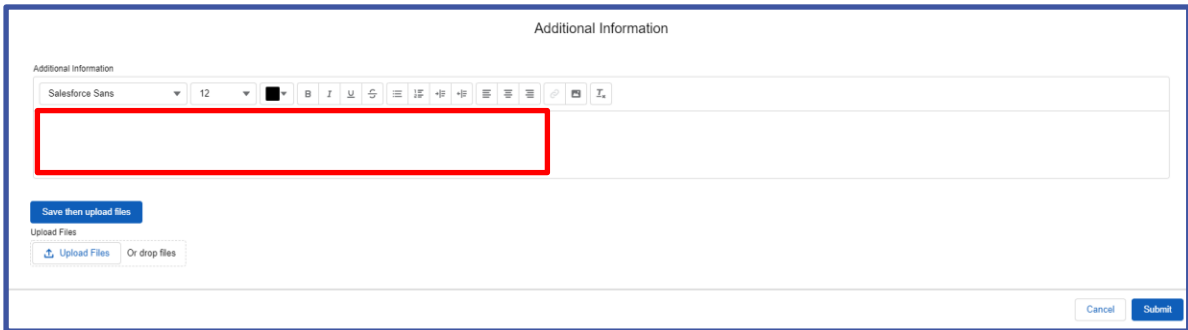 Additional Information
Additional Information
Salesforce Sans 12 B I U S
Save then upload files
Upload Files
Upload Files Or drop files
Cancel Submit